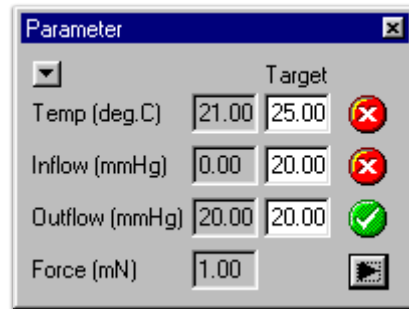 Parameter
Target
Temp (deg.C) 21.00 25.00
Inflow (mmHg) 0.00 20.00
Outflow (mmHg) 20.00 20.00
Force (mN) 1.00